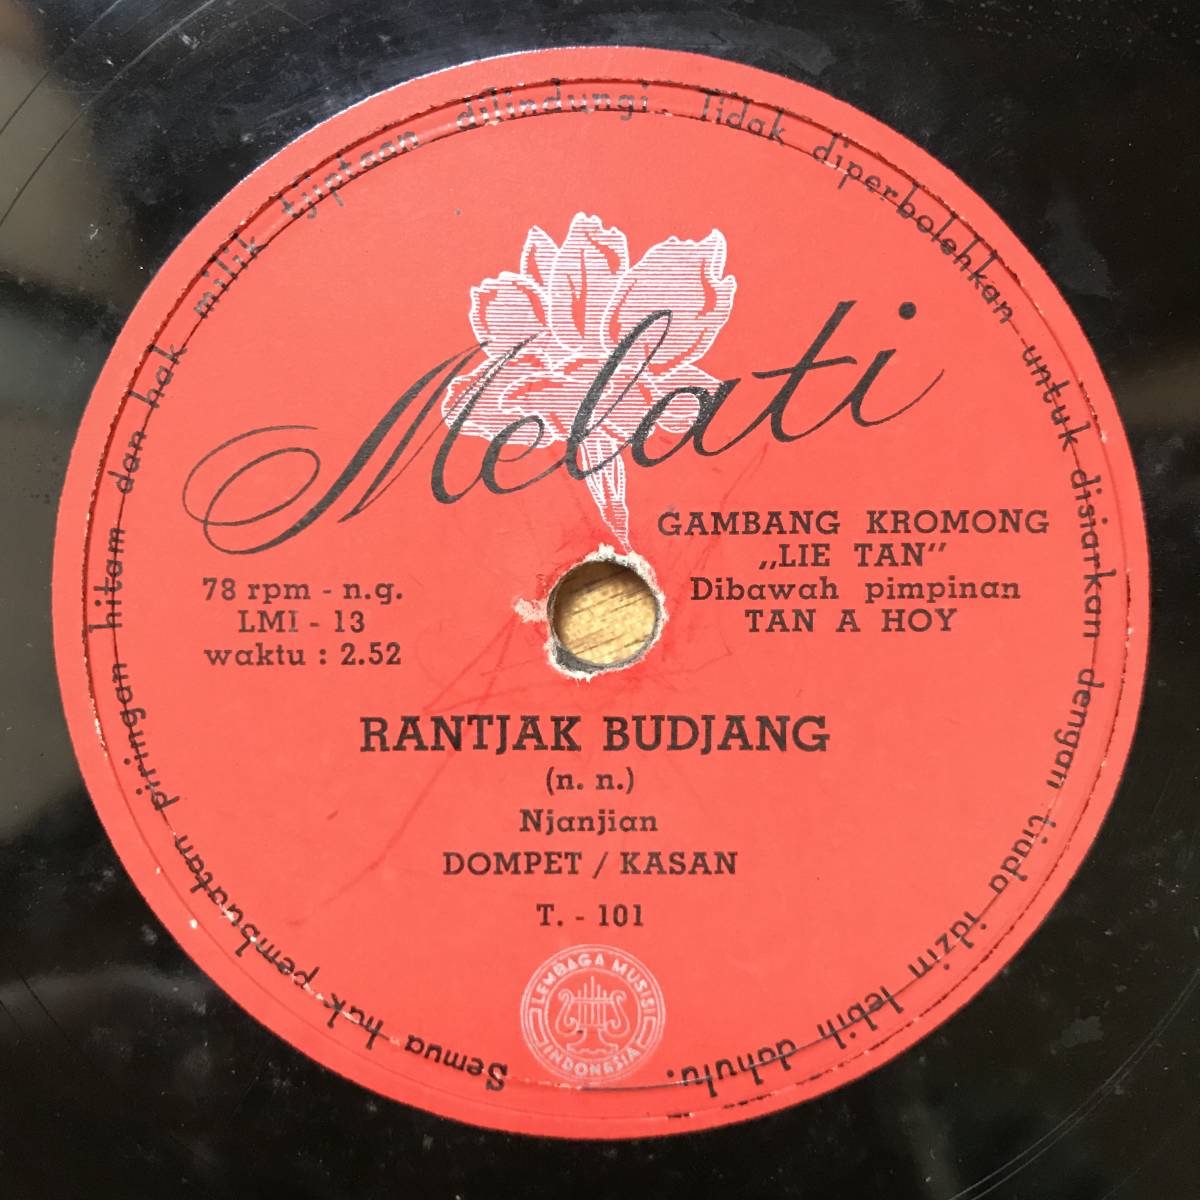 Semua hak pembuatan piringan hitam dan hak milik tjiptaan dilindungi. Tidak diperbolehkan untuk disiarkan dengan tiada idzim lebih dahulu.
Melati
GAMBANG KROMONG
„LIE TAN”
Dibawah pimpinan
TAN A HOY
78 rpm - n.g.
LMI - 13
waktu : 2.52
RANTJAK BUDJANG
(n. n.)
Njanjian
DOMPET / KASAN
T. - 101
LEMBAGA MUSISI
INDONESIA